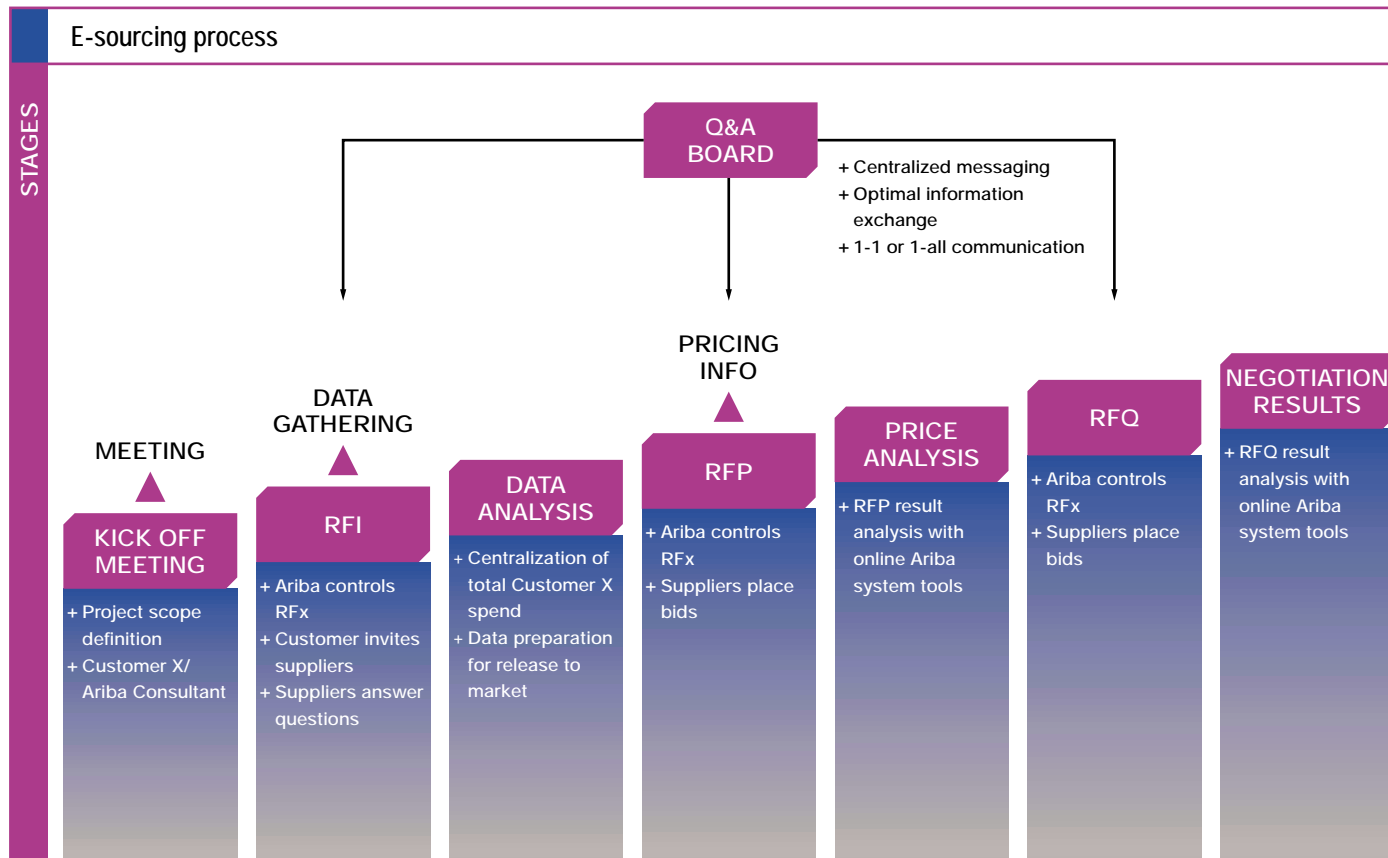 E-sourcing process
STAGES
Q&A
BOARD
+ Centralized messaging
+ Optimal information
exchange
+ 1-1 or 1-all communication
MEETING
KICK OFF
MEETING
+ Project scope
definition
+ Customer X/
Ariba Consultant
DATA
GATHERING
RFI
+ Ariba controls
RFx
+ Customer invites
suppliers
+ Suppliers answer
questions
DATA
ANALYSIS
+ Centralization of
total Customer X
spend
+ Data preparation
for release to
market
PRICING
INFO
RFP
+ Ariba controls
RFx
+ Suppliers place
bids
PRICE
ANALYSIS
+ RFP result
analysis with
online Ariba
system tools
RFQ
+ Ariba controls
RFx
+ Suppliers place
bids
NEGOTIATION
RESULTS
+ RFQ result
analysis with
online Ariba
system tools